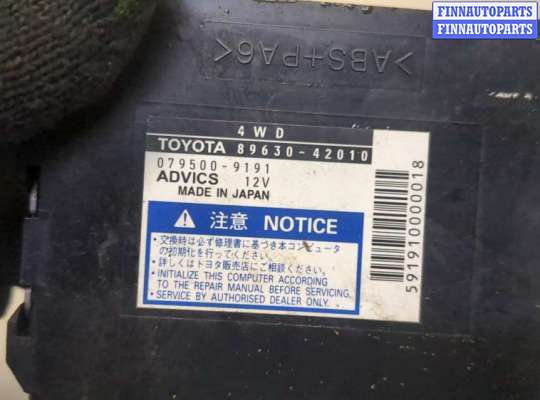 FINNAUTOPARTS
FINNAUTOPARTS
>ABS+PA6<
4WD
TOYOTA 89630-42010
079500-9191
ADVICS 12V
MADE IN JAPAN
注意 NOTICE
・交換時は必ず修理書に基づき本コンピュータ
の初期化を行ってください。
・詳しくはトヨタ販売店にご相談ください。
・INITIALIZE THIS COMPUTER ACCORDING
TO THE REPAIR MANUAL BEFORE SERVICING.
・SERVICE BY AUTHORISED DEALER ONLY.
591910000018